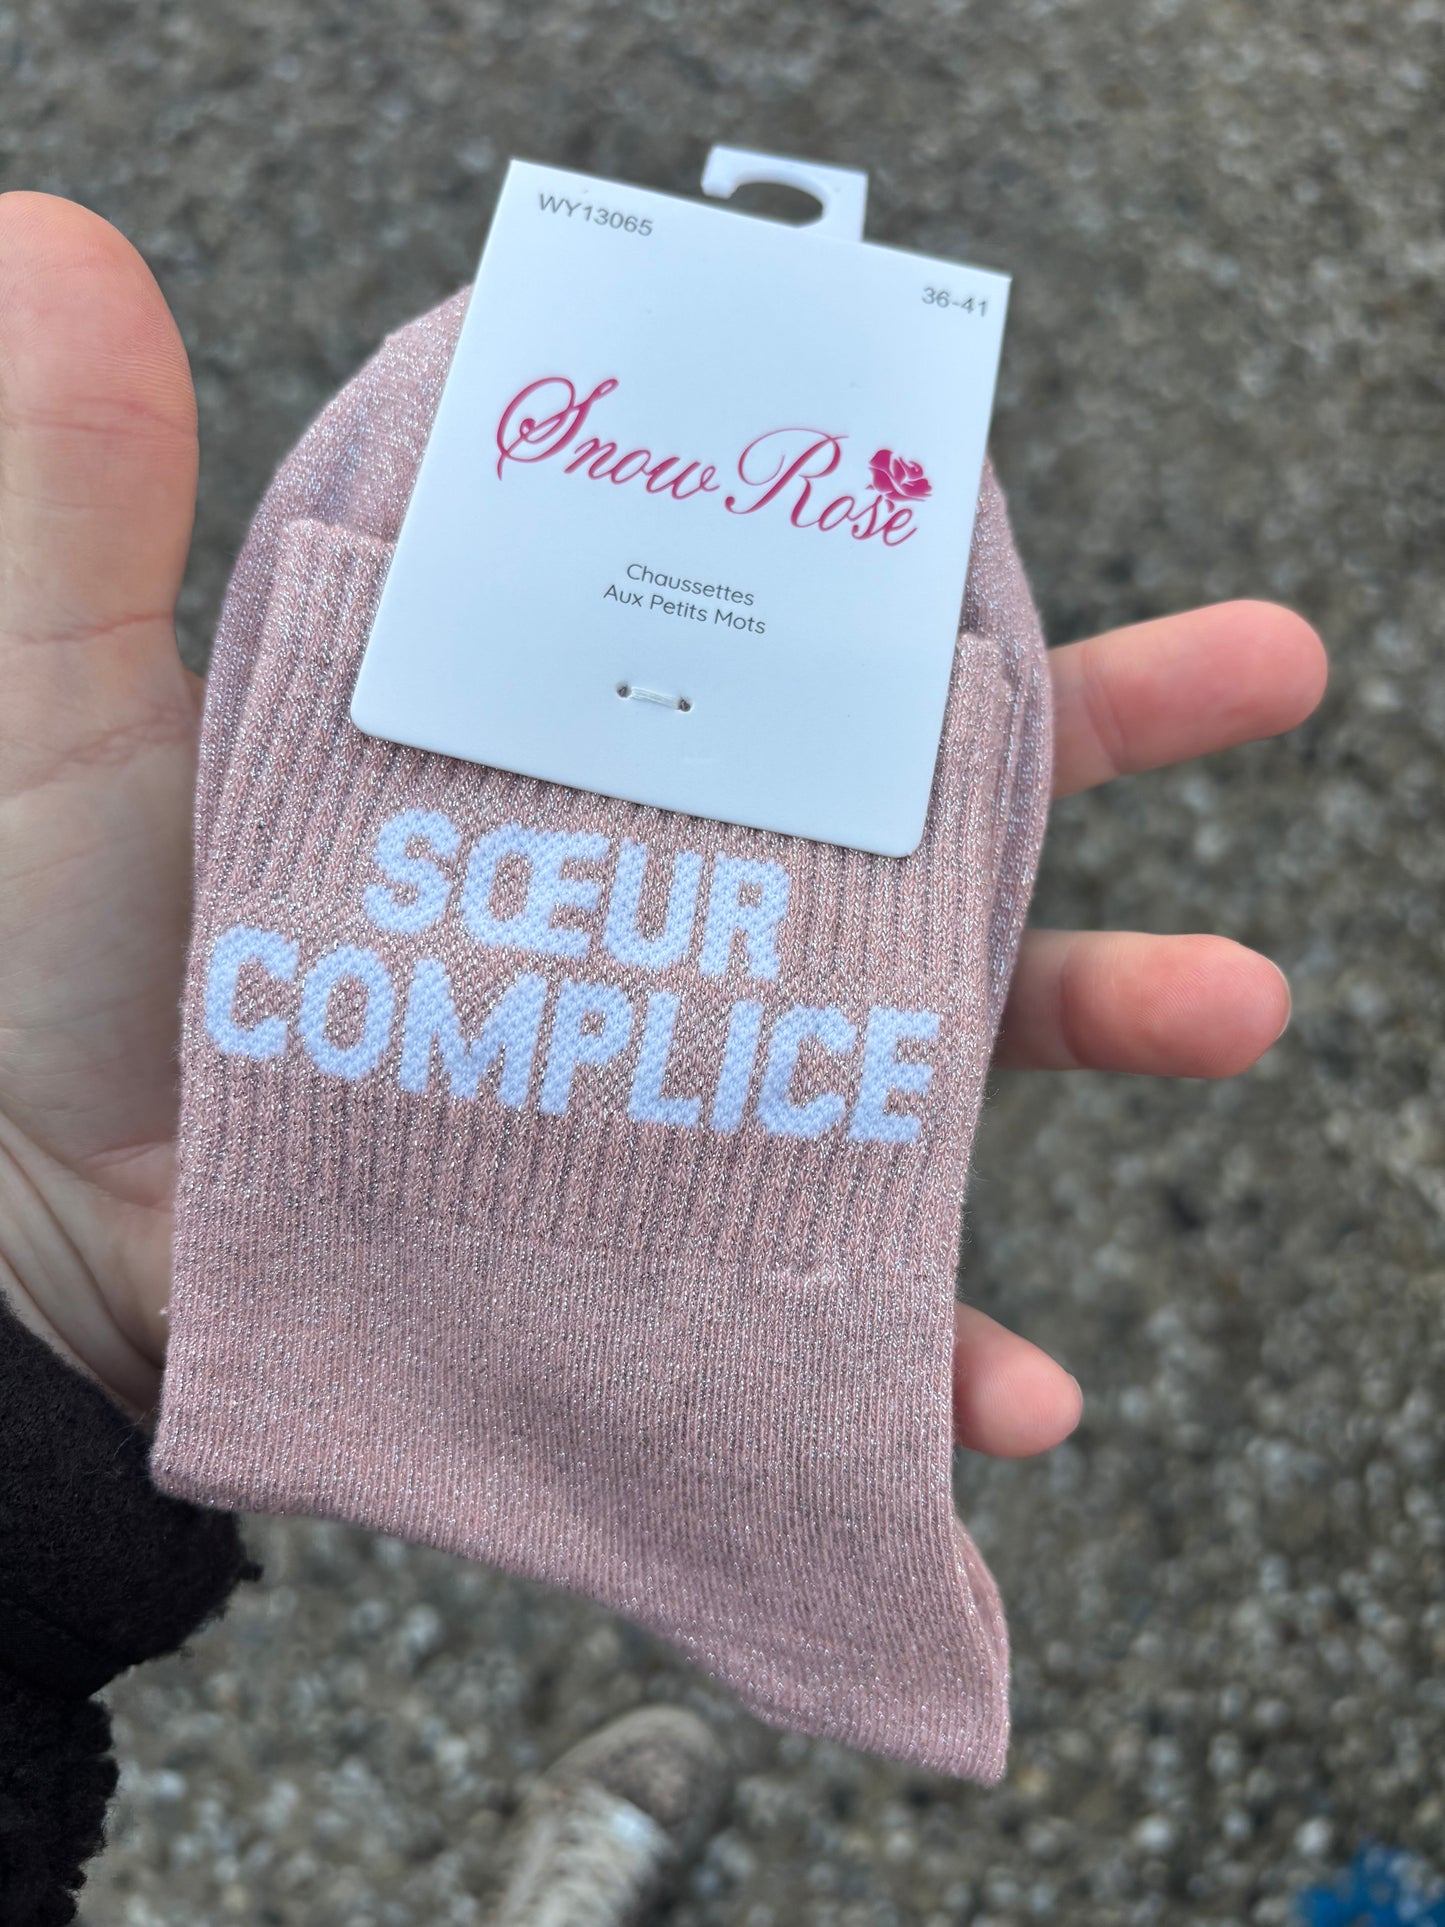 WY13065
36-41
Snow Rose
Chaussettes
Aux Petits Mots
SŒUR
COMPLICE